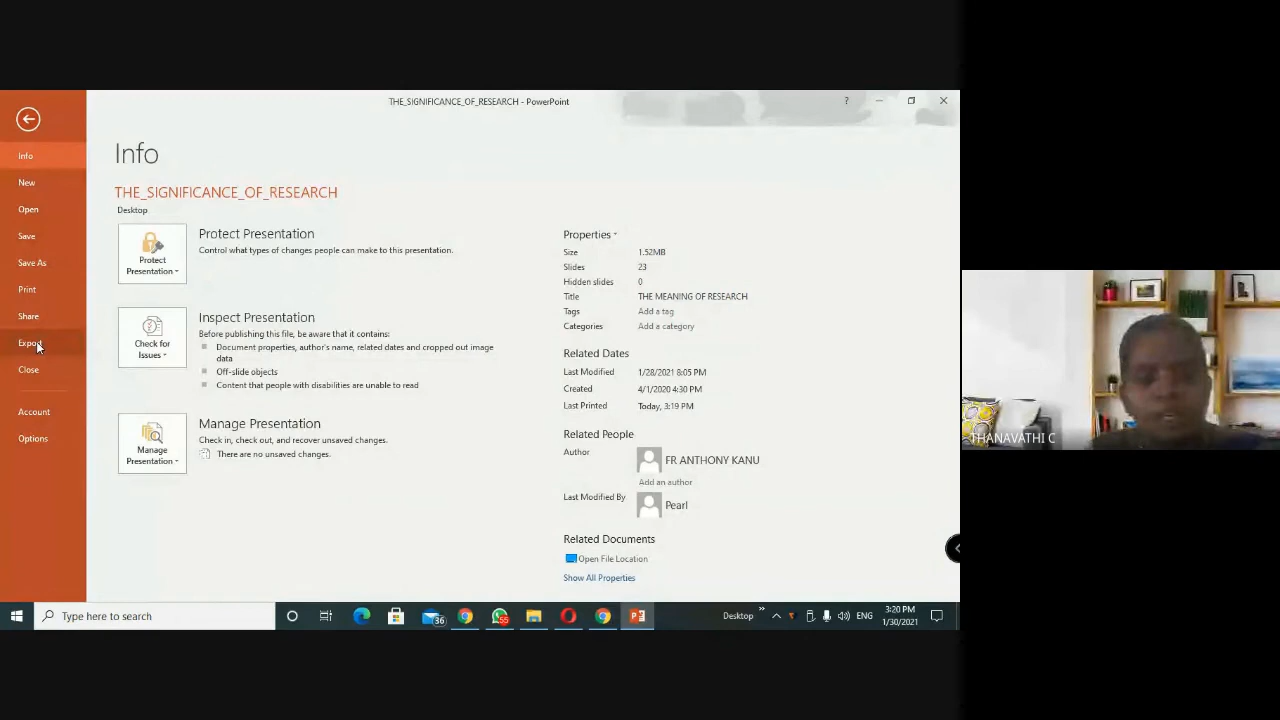 THE_SIGNIFICANCE_OF_RESEARCH - PowerPoint
?
Info
New
Open
Save
Save As
Print
Share
Export
Close
Account
Options
Info
THE_SIGNIFICANCE_OF_RESEARCH
Desktop
Protect Presentation
Protect Presentation
Control what types of changes people can make to this presentation.
Check for Issues
Inspect Presentation
Before publishing this file, be aware that it contains:
Document properties, author's name, related dates and cropped out image
data
Off-slide objects
Content that people with disabilities are unable to read
Manage Presentation
Manage Presentation
Check in, check out, and recover unsaved changes.
There are no unsaved changes.
Properties
Size 1.52MB
Slides 23
Hidden slides 0
Title THE MEANING OF RESEARCH
Tags Add a tag
Categories Add a category
Related Dates
Last Modified 1/28/2021 8:05 PM
Created 4/1/2020 4:30 PM
Last Printed Today, 3:19 PM
Related People
Author FR ANTHONY KANU
Add an author
Last Modified By Pearl
Related Documents
Open File Location
Show All Properties
THANAVATHI C
Type here to search
36
55
Desktop
ENG
3:20 PM
1/30/2021